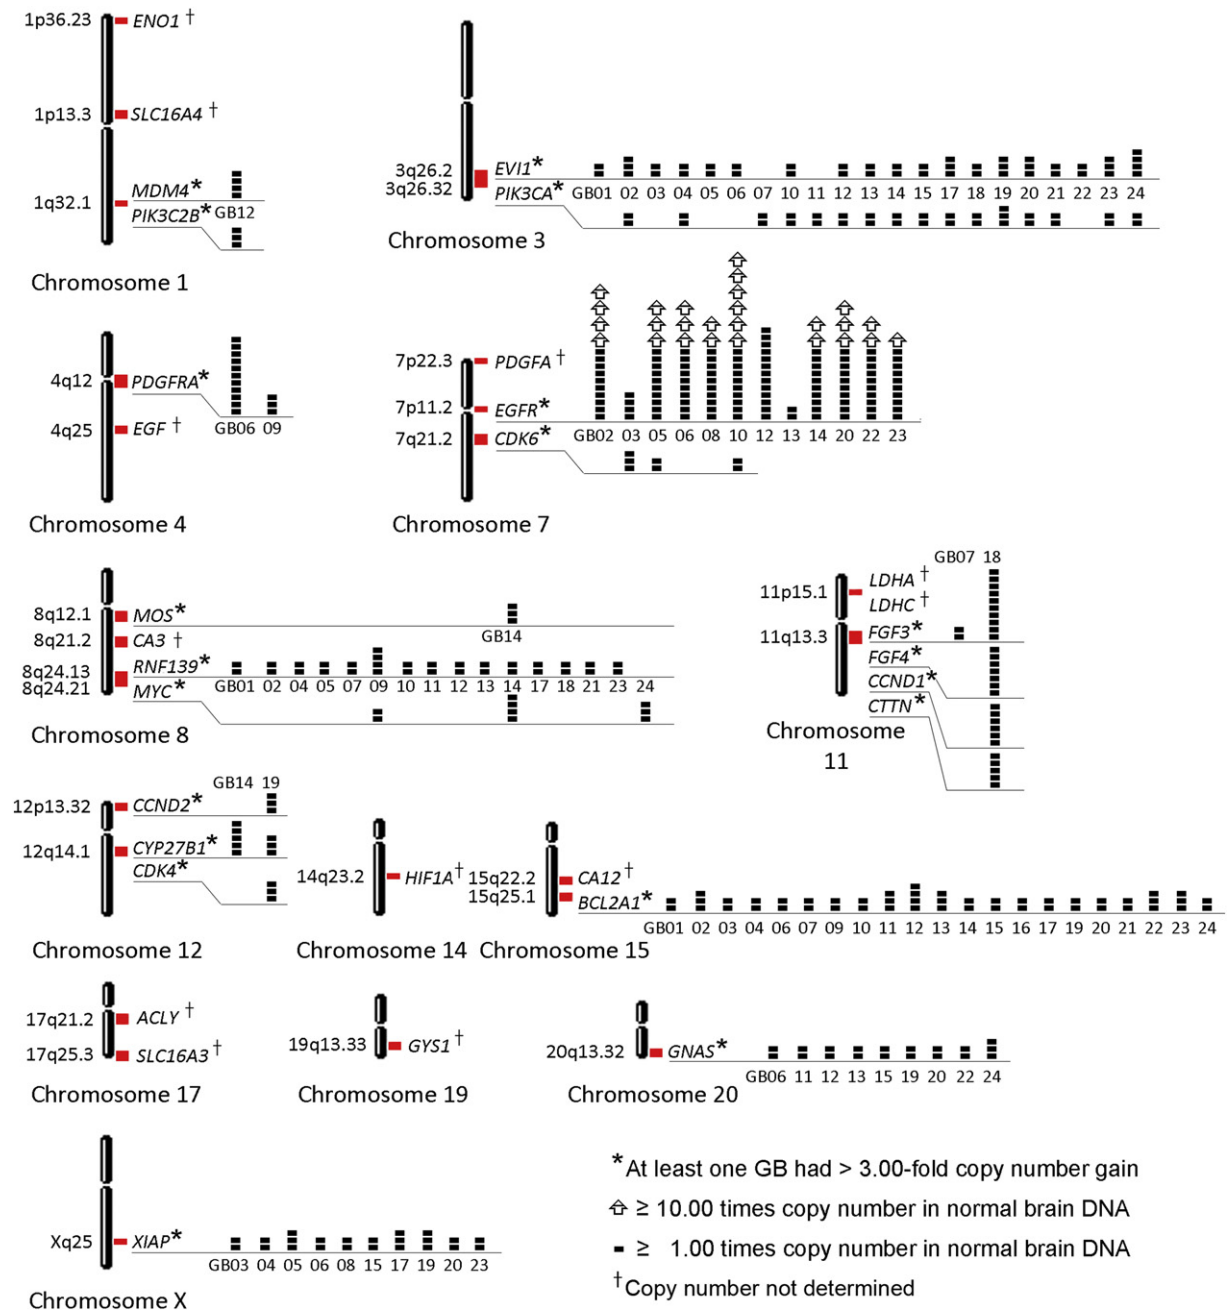 1p36.23 ENO1 †
1p13.3 SLC16A4 †
MDM4*
1q32.1 PIK3C2B* GB12
Chromosome 1
3q26.2 EVI1*
3q26.32 PIK3CA* GB01 02 03 04 05 06 07 10 11 12 13 14 15 17 18 19 20 21 22 23 24
Chromosome 3
4q12 PDGFRA*
4q25 EGF † GB06 09
Chromosome 4
7p22.3 PDGFA †
7p11.2 EGFR*
GB02 03 05 06 08 10 12 13 14 20 22 23
7q21.2 CDK6*
Chromosome 7
8q12.1 MOS*
GB14
8q21.2 CA3 †
8q24.13 RNF139*
8q24.21 MYC* GB01 02 04 05 07 09 10 11 12 13 14 17 18 21 23 24
Chromosome 8
GB07 18
11p15.1 LDHA †
LDHC †
11q13.3 FGF3*
FGF4*
CCND1*
CTTN*
Chromosome
11
GB14 19
12p13.32 CCND2*
12q14.1 CYP27B1*
CDK4*
Chromosome 12
14q23.2 HIF1A †
Chromosome 14
15q22.2 CA12 †
15q25.1 BCL2A1*
GB01 02 03 04 06 07 09 10 11 12 13 14 15 16 17 19 20 21 22 23 24
Chromosome 15
17q21.2 ACLY †
17q25.3 SLC16A3 †
Chromosome 17
19q13.33 GYS1 †
Chromosome 19
20q13.32 GNAS*
GB06 11 12 13 15 19 20 22 24
Chromosome 20
Xq25 XIAP*
GB03 04 05 06 08 15 17 19 20 23
Chromosome X
*At least one GB had > 3.00-fold copy number gain
≥ 10.00 times copy number in normal brain DNA
≥ 1.00 times copy number in normal brain DNA
†Copy number not determined